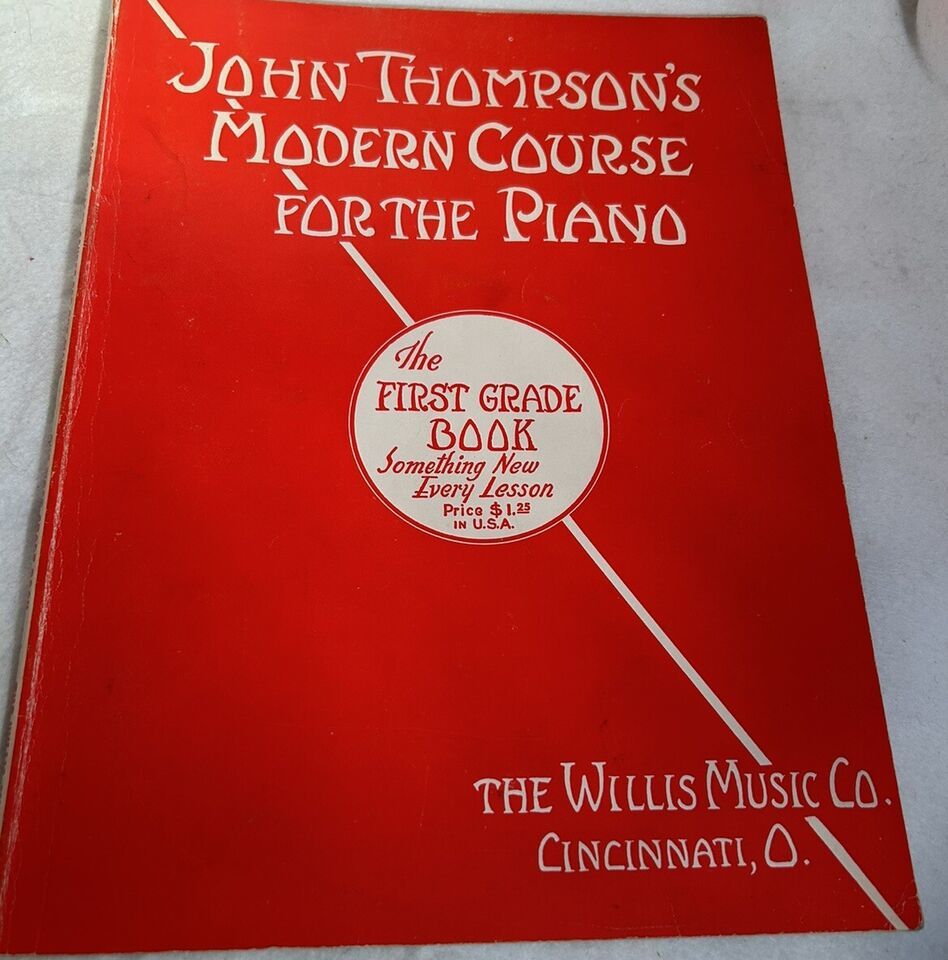 JOHN THOMPSON'S
MODERN COURSE
FOR THE PIANO
The
FIRST GRADE
BOOK
Something New
Every Lesson
Price $1.25
IN U.S.A.
THE WILLIS MUSIC CO.
CINCINNATI, O.